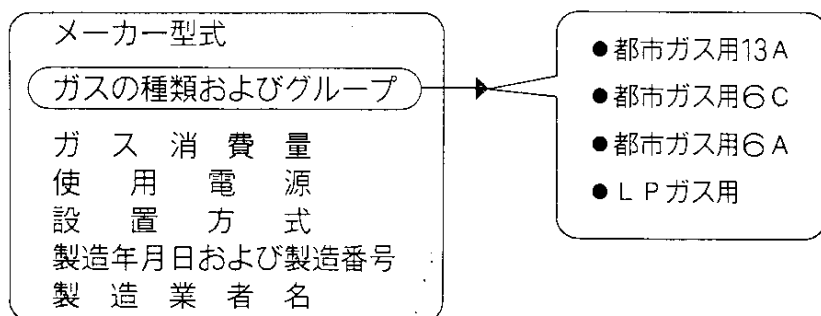 メーカー型式
ガスの種類およびグループ
ガス消費量
使用電源
設置方式
製造年月日および製造番号
製造業者名
●都市ガス用13A
●都市ガス用6C
●都市ガス用6A
●LPガス用